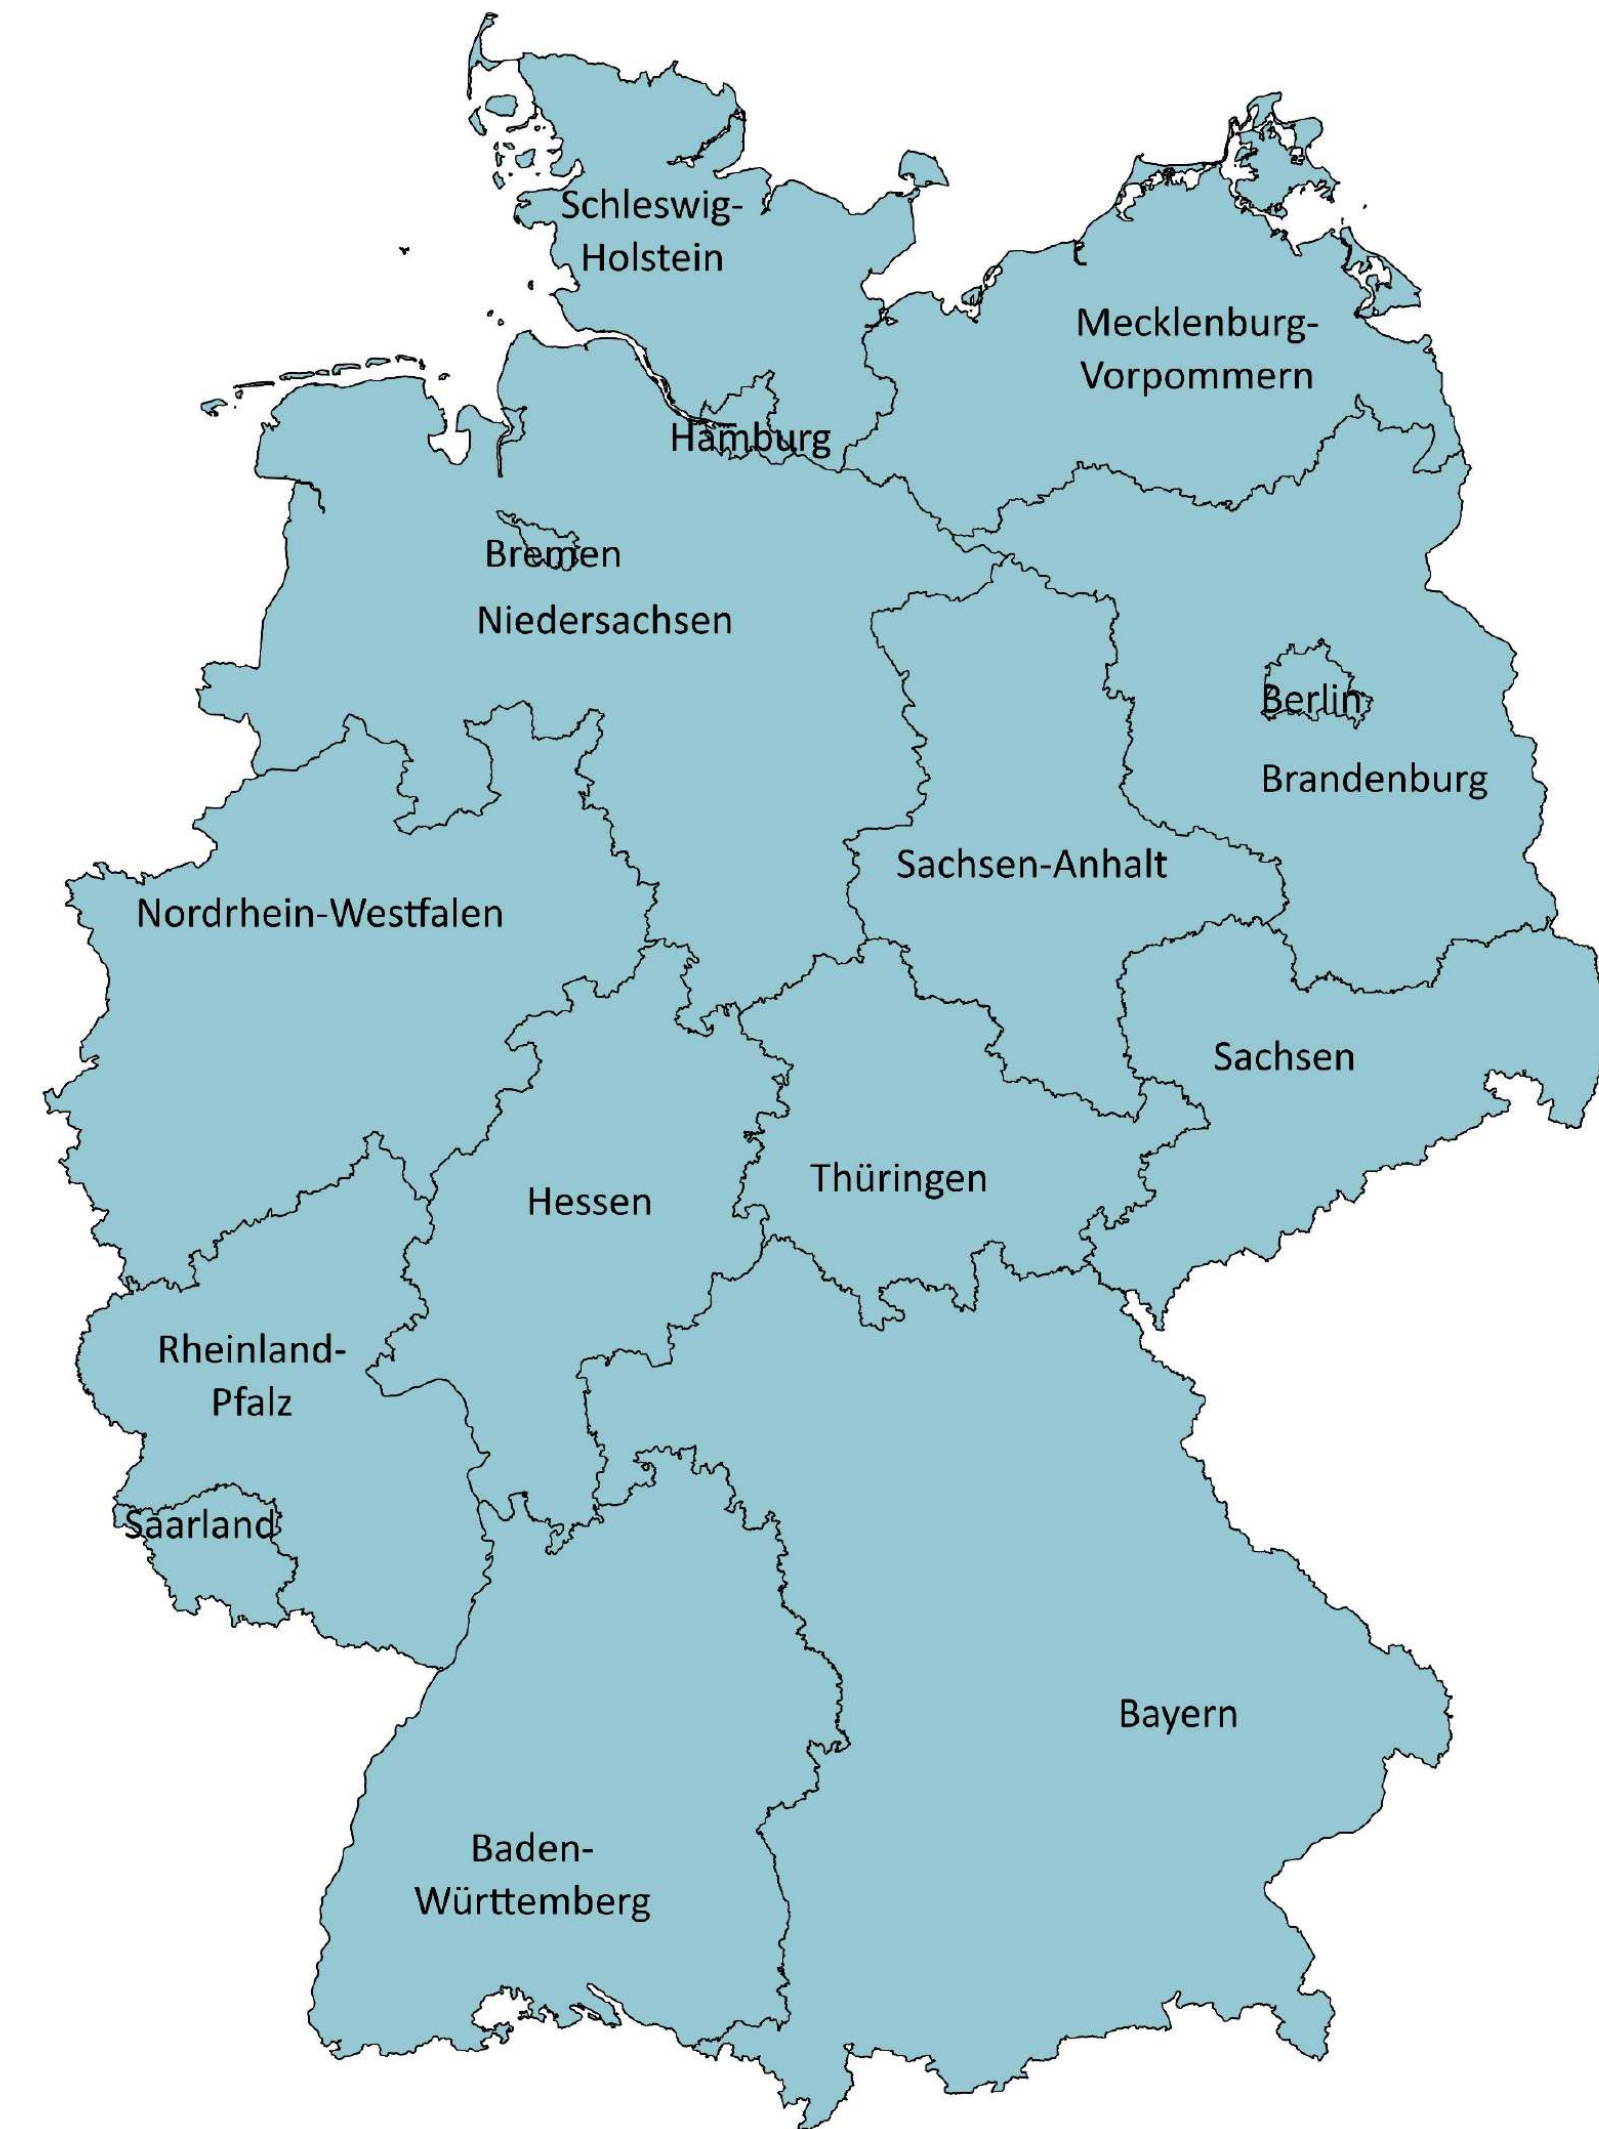 Schleswig-
Holstein
Mecklenburg-
Vorpommern
Hamburg
Bremen
Niedersachsen
Berlin
Brandenburg
Sachsen-Anhalt
Nordrhein-Westfalen
Sachsen
Thüringen
Hessen
Rheinland-
Pfalz
Saarland
Bayern
Baden-
Württemberg